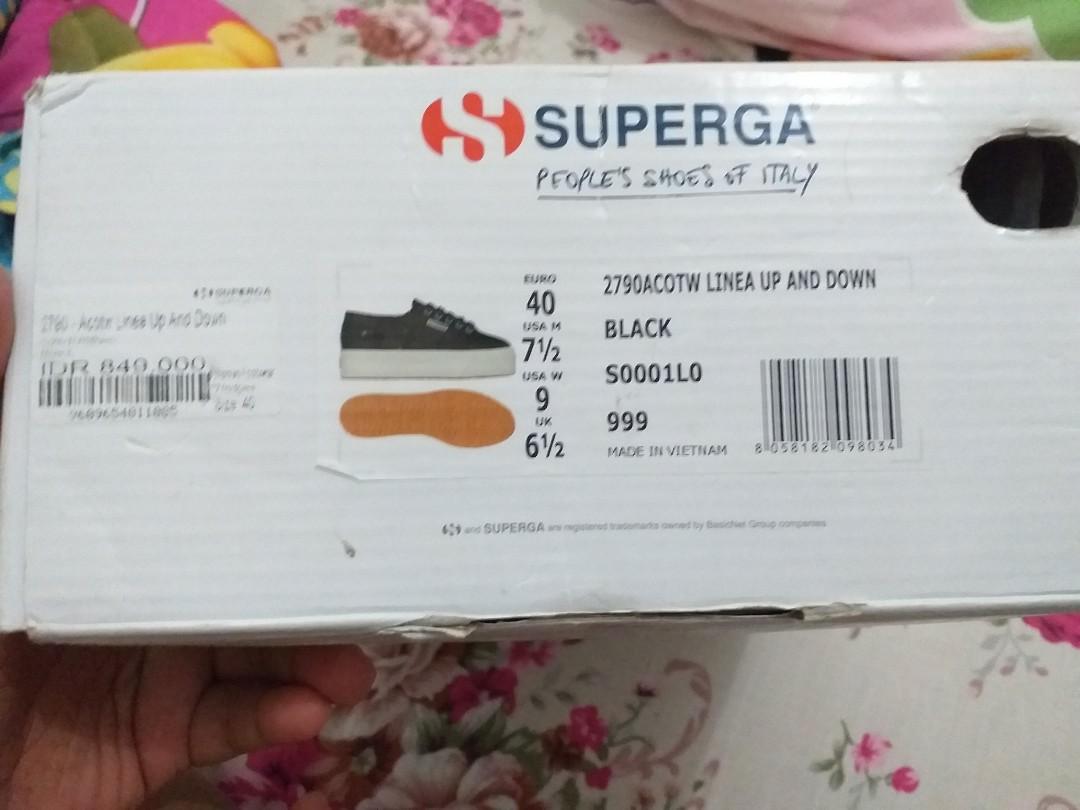 SUPERGA
PEOPLE'S SHOES OF ITALY
SUPERGA
2790 - Acotw Linea Up And Down
IDR 849.000
Size 40
EURO
40
USA M
7½
USA W
9
UK
6½
2790ACOTW LINEA UP AND DOWN
BLACK
S0001L0
999
MADE IN VIETNAM
8 058182 098034
and SUPERGA are registered trademarks owned by BasicNet Group companies